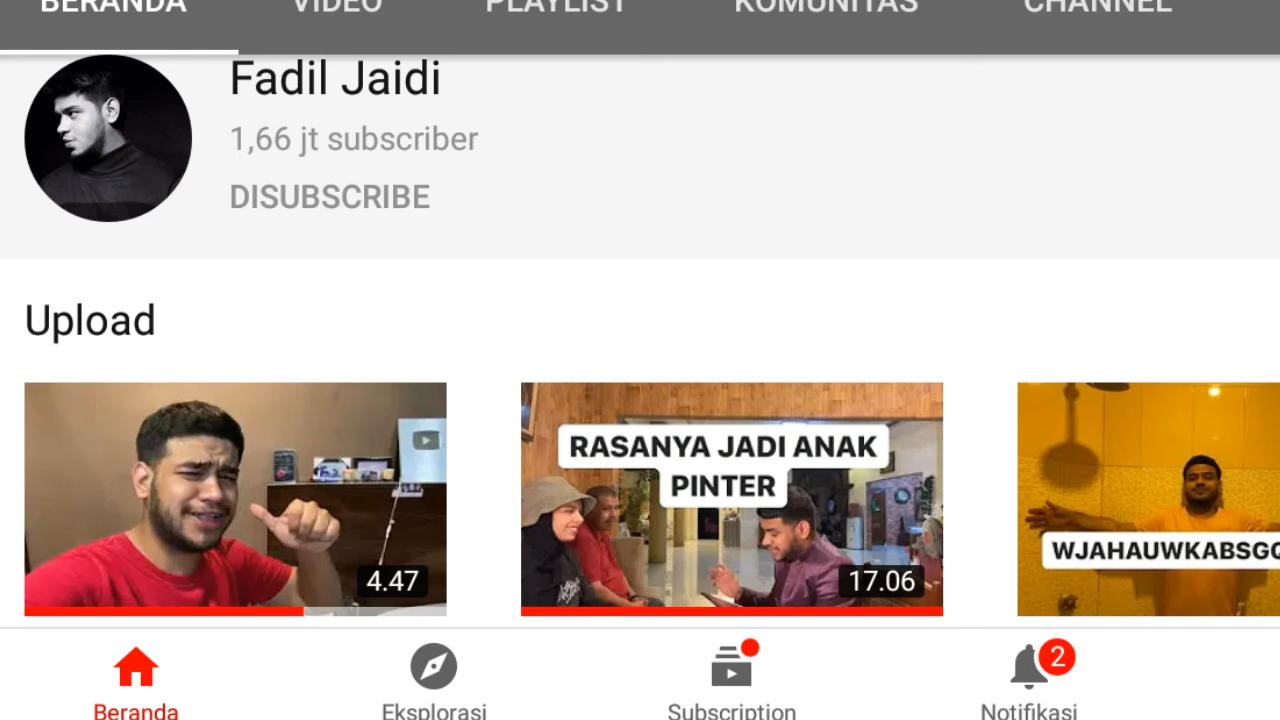 BERANDA VIDEO PLAYLIST KOMUNITAS CHANNEL
Fadil Jaidi
1,66 jt subscriber
DISUBSCRIBE
Upload
RASANYA JADI ANAK
PINTER
WJAHAUWKABSG
4.47
17.06
2
Beranda Eksplorasi Subscription Notifikasi